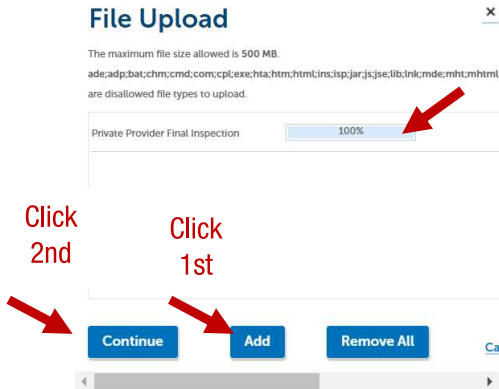 File Upload
×
The maximum file size allowed is 500 MB.
ade;adp;bat;chm;cmd;com;cpl;exe;hta;htm;html;ins;isp;jar;js;jse;lib;lnk;mde;mht;mhtml
are disallowed file types to upload.
Private Provider Final Inspection 100%
Click
2nd
Click
1st
Continue Add Remove All Ca